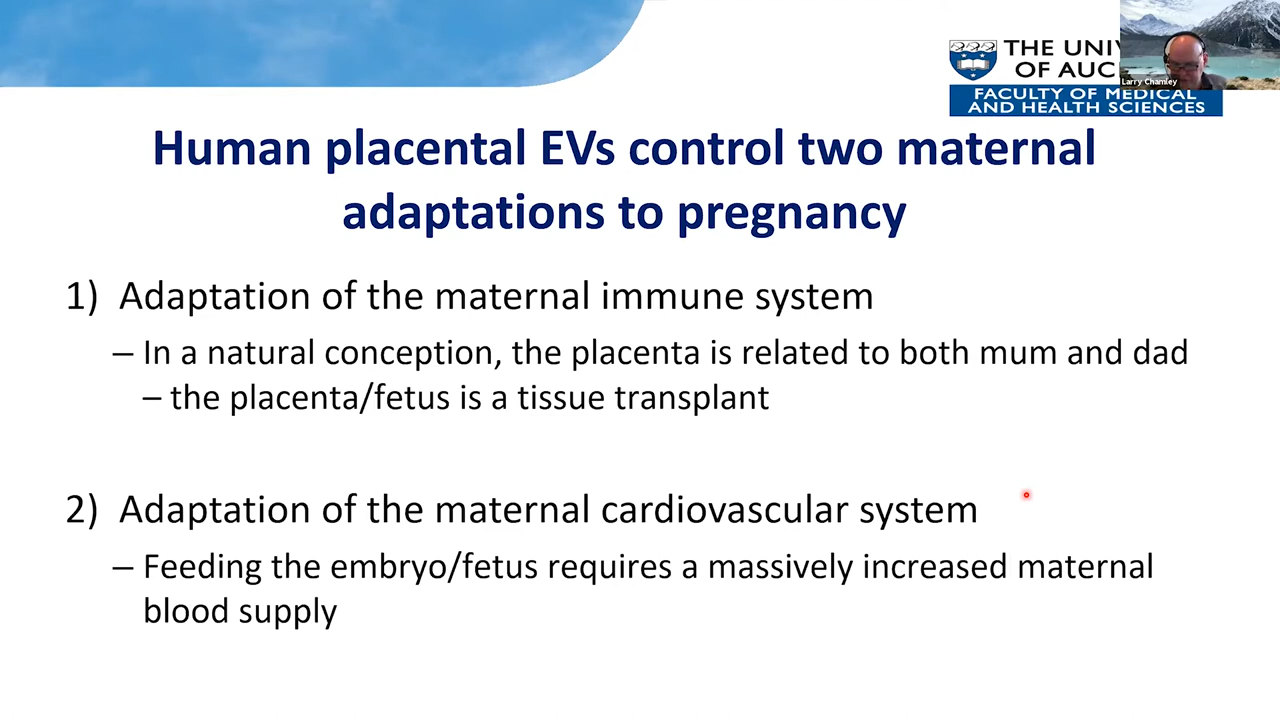 THE UNIV
OF AUC
Larry Chamley
FACULTY OF MEDICAL
AND HEALTH SCIENCES
Human placental EVs control two maternal
adaptations to pregnancy
1) Adaptation of the maternal immune system
– In a natural conception, the placenta is related to both mum and dad
– the placenta/fetus is a tissue transplant
2) Adaptation of the maternal cardiovascular system
– Feeding the embryo/fetus requires a massively increased maternal
blood supply